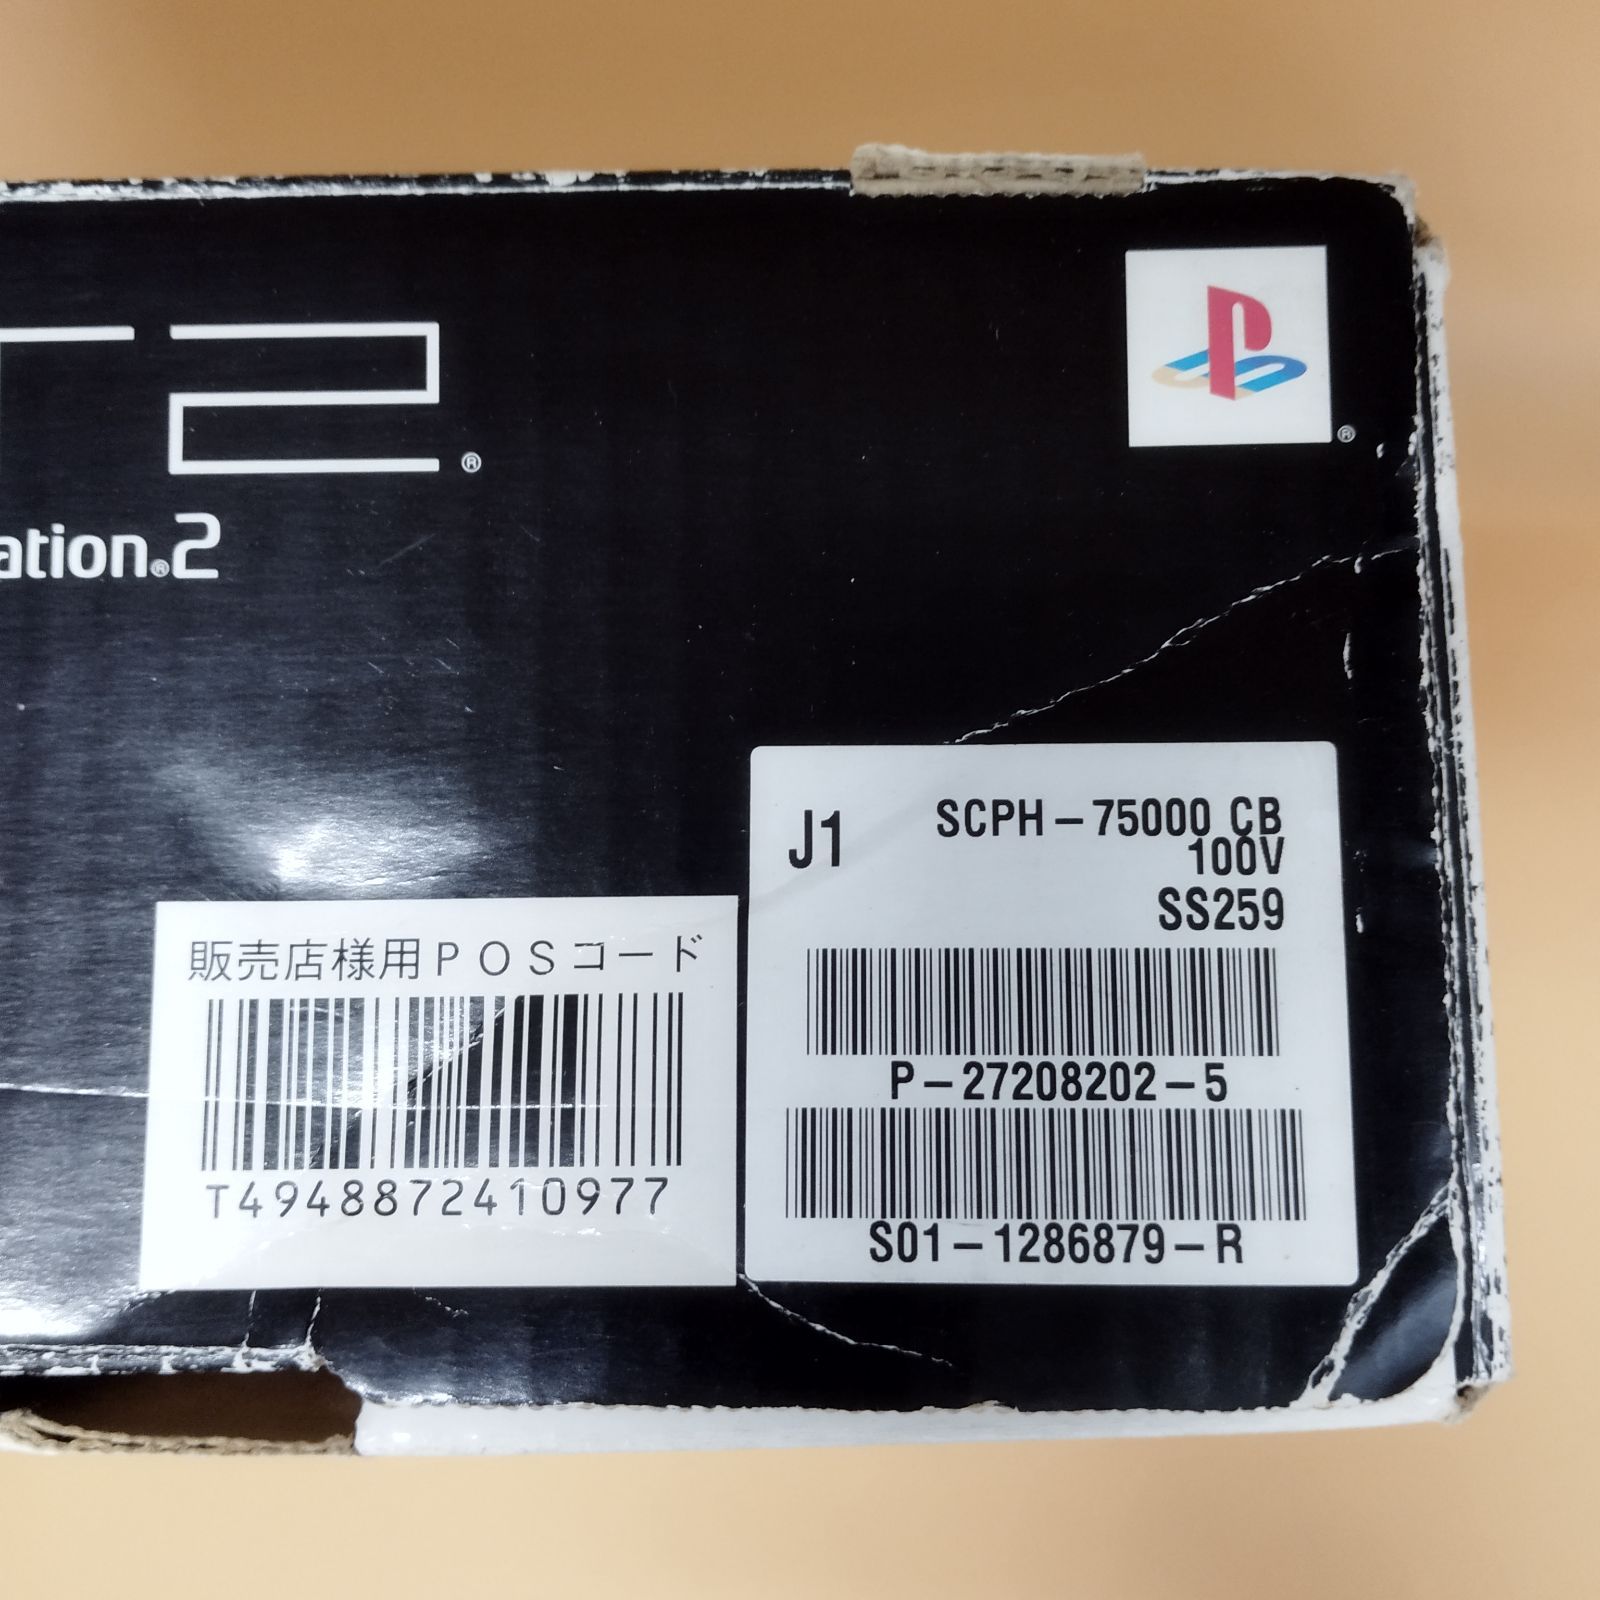 2®
ation®2
®
J1
SCPH-75000 CB
100V
SS259
販売店様用POSコード
T4948872410977
P-27208202-5
S01-1286879-R